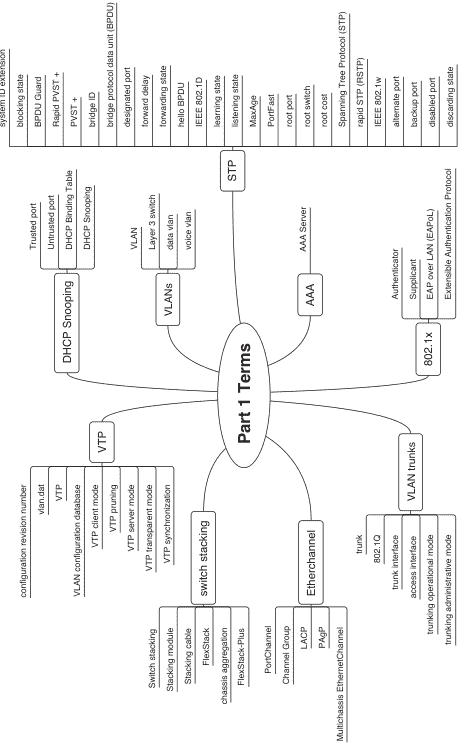 Part 1 Terms
VTP
configuration revision number
vlan.dat
VTP
VLAN configuration database
VTP client mode
VTP pruning
VTP server mode
VTP transparent mode
VTP synchronization
switch stacking
Switch stacking
Stacking module
Stacking cable
FlexStack
chassis aggregation
FlexStack-Plus
Etherchannel
PortChannel
Channel Group
LACP
PAgP
Multichassis EthernetChannel
VLAN trunks
trunk
802.1Q
trunk interface
access interface
trunking operational mode
trunking administrative mode
DHCP Snooping
Trusted port
Untrusted port
DHCP Binding Table
DHCP Snooping
VLANs
VLAN
Layer 3 switch
data vlan
voice vlan
STP
system ID extension
blocking state
BPDU Guard
Rapid PVST +
PVST +
bridge ID
bridge protocol data unit (BPDU)
designated port
forward delay
forwarding state
hello BPDU
IEEE 802.1D
learning state
listening state
MaxAge
PortFast
root port
root switch
root cost
Spanning Tree Protocol (STP)
rapid STP (RSTP)
IEEE 802.1w
alternate port
backup port
disabled port
discarding state
AAA
AAA Server
802.1x
Authenticator
Supplicant
EAP over LAN (EAPoL)
Extensible Authentication Protocol